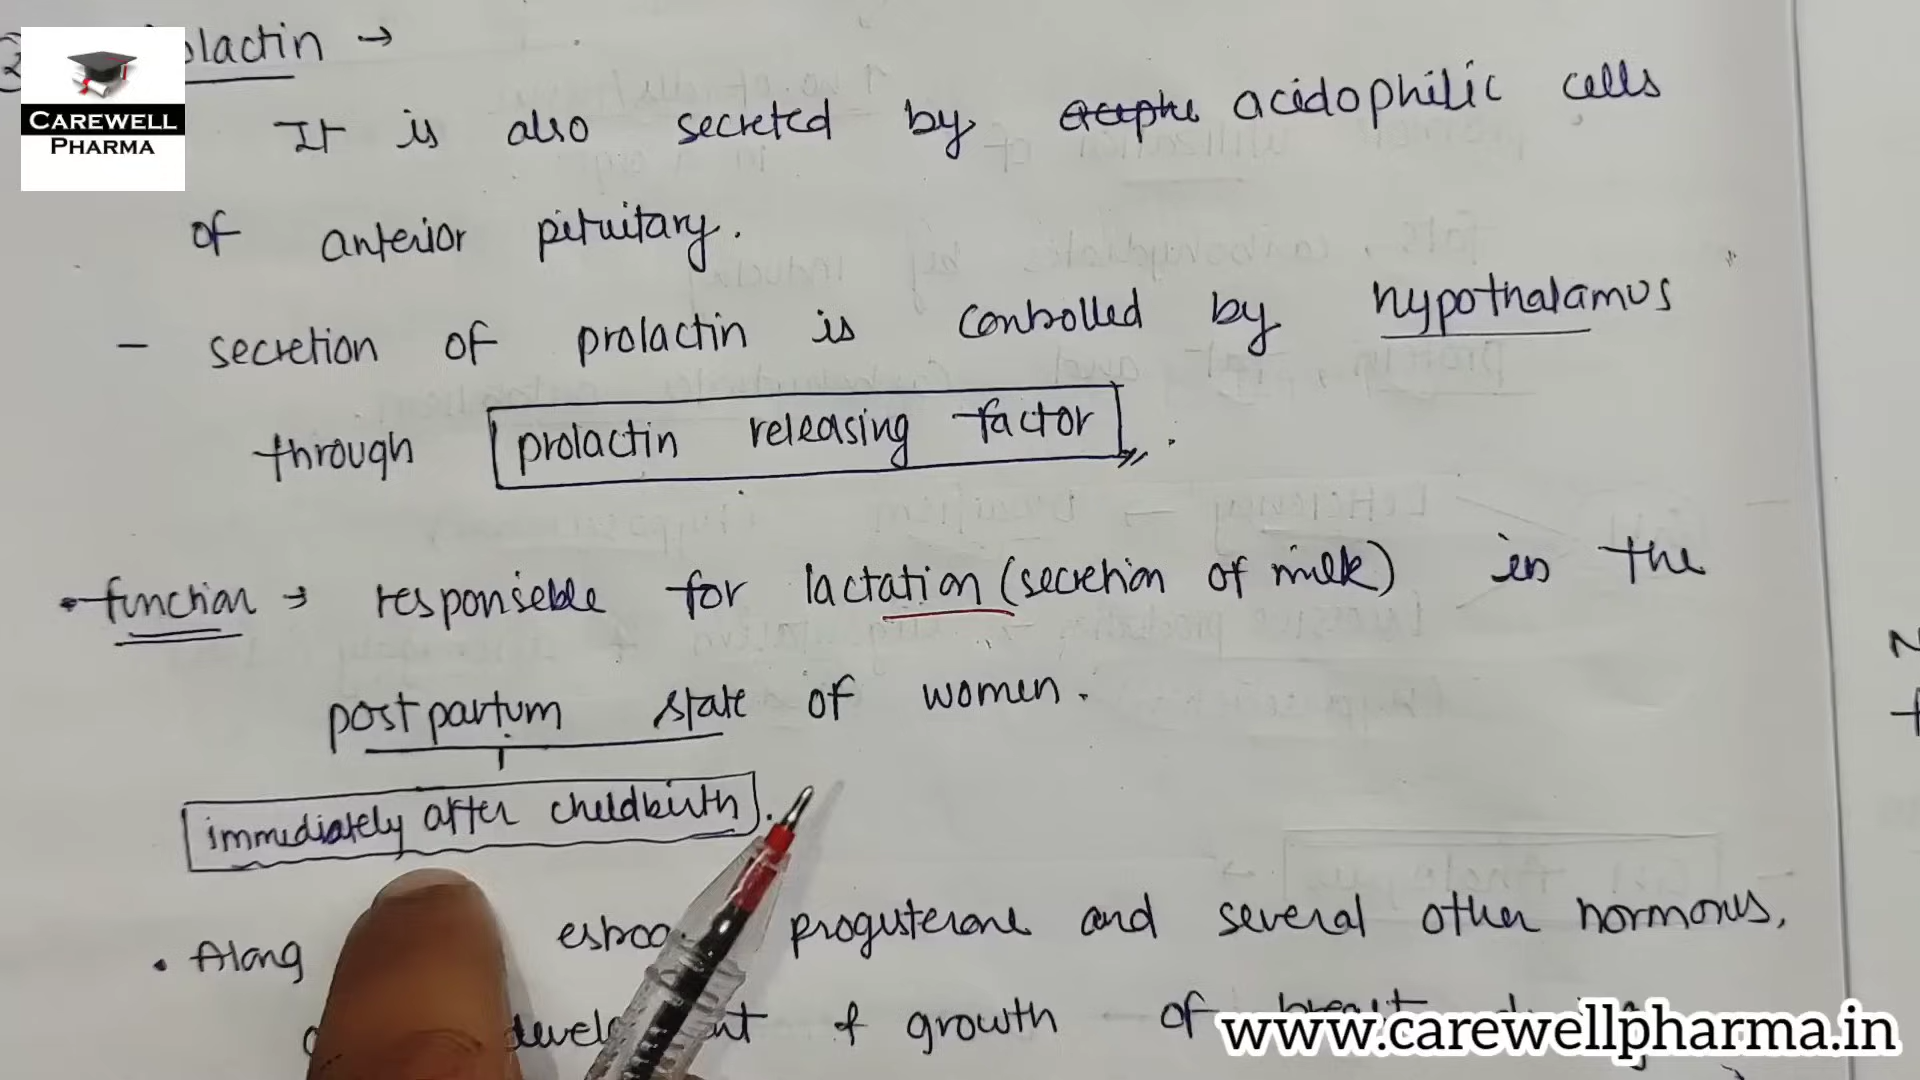 olactin →
CAREWELL
PHARMA
It is also secreted by acidophilic cells
of anterior pituitary.
- secretion of prolactin is controlled by hypothalamus
through prolactin releasing factor.
• function → responsible for lactation (secretion of milk) in the
postpartum state of women.
immediately after childbirth.
• Along progesterone and several other hormones,
& growth of
www.carewellpharma.in